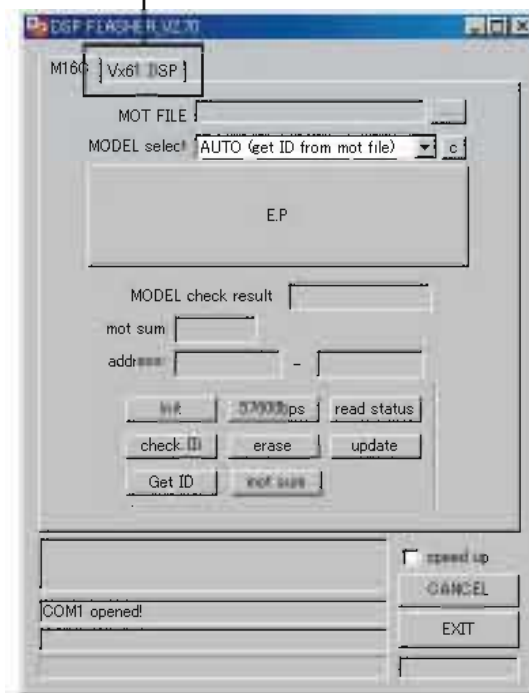 DSP FLASHER_V2.70
M16C Vx61 DSP
MOT FILE
MODEL select AUTO (get ID from mot file) c
E.P
MODEL check result
mot sum
address -
init 57600bps read status
check ID erase update
Get ID mot sum
speed up
CANCEL
COM1 opened!
EXIT